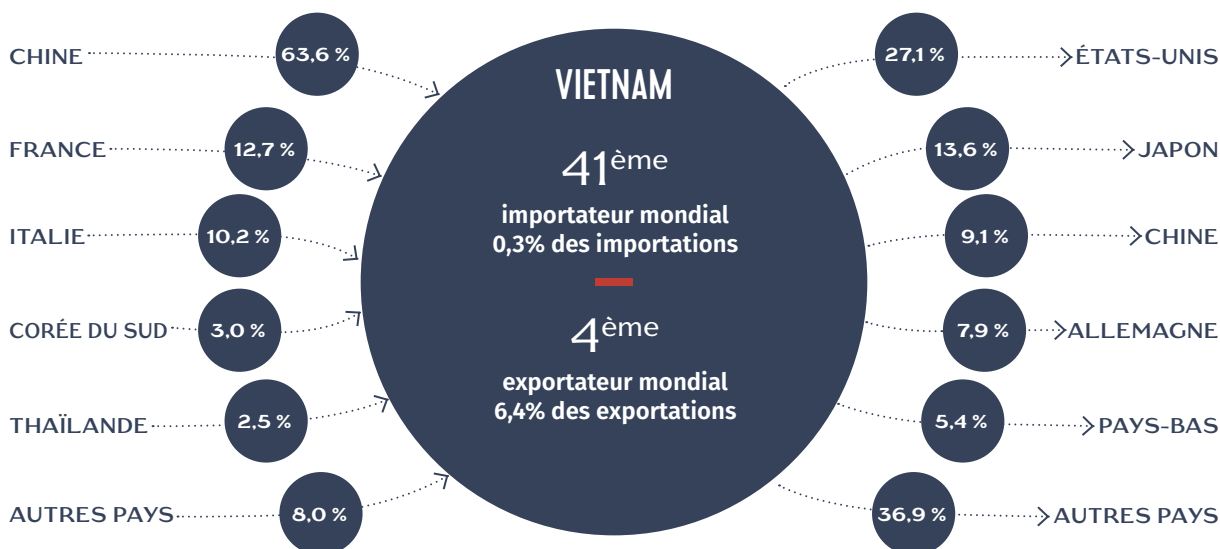 CHINE
63,6 %
FRANCE
12,7 %
ITALIE
10,2 %
CORÉE DU SUD
3,0 %
THAÏLANDE
2,5 %
AUTRES PAYS
8,0 %
VIETNAM
41ème
importateur mondial
0,3% des importations
4ème
exportateur mondial
6,4% des exportations
27,1 %
ÉTATS-UNIS
13,6 %
JAPON
9,1 %
CHINE
7,9 %
ALLEMAGNE
5,4 %
PAYS-BAS
36,9 %
AUTRES PAYS